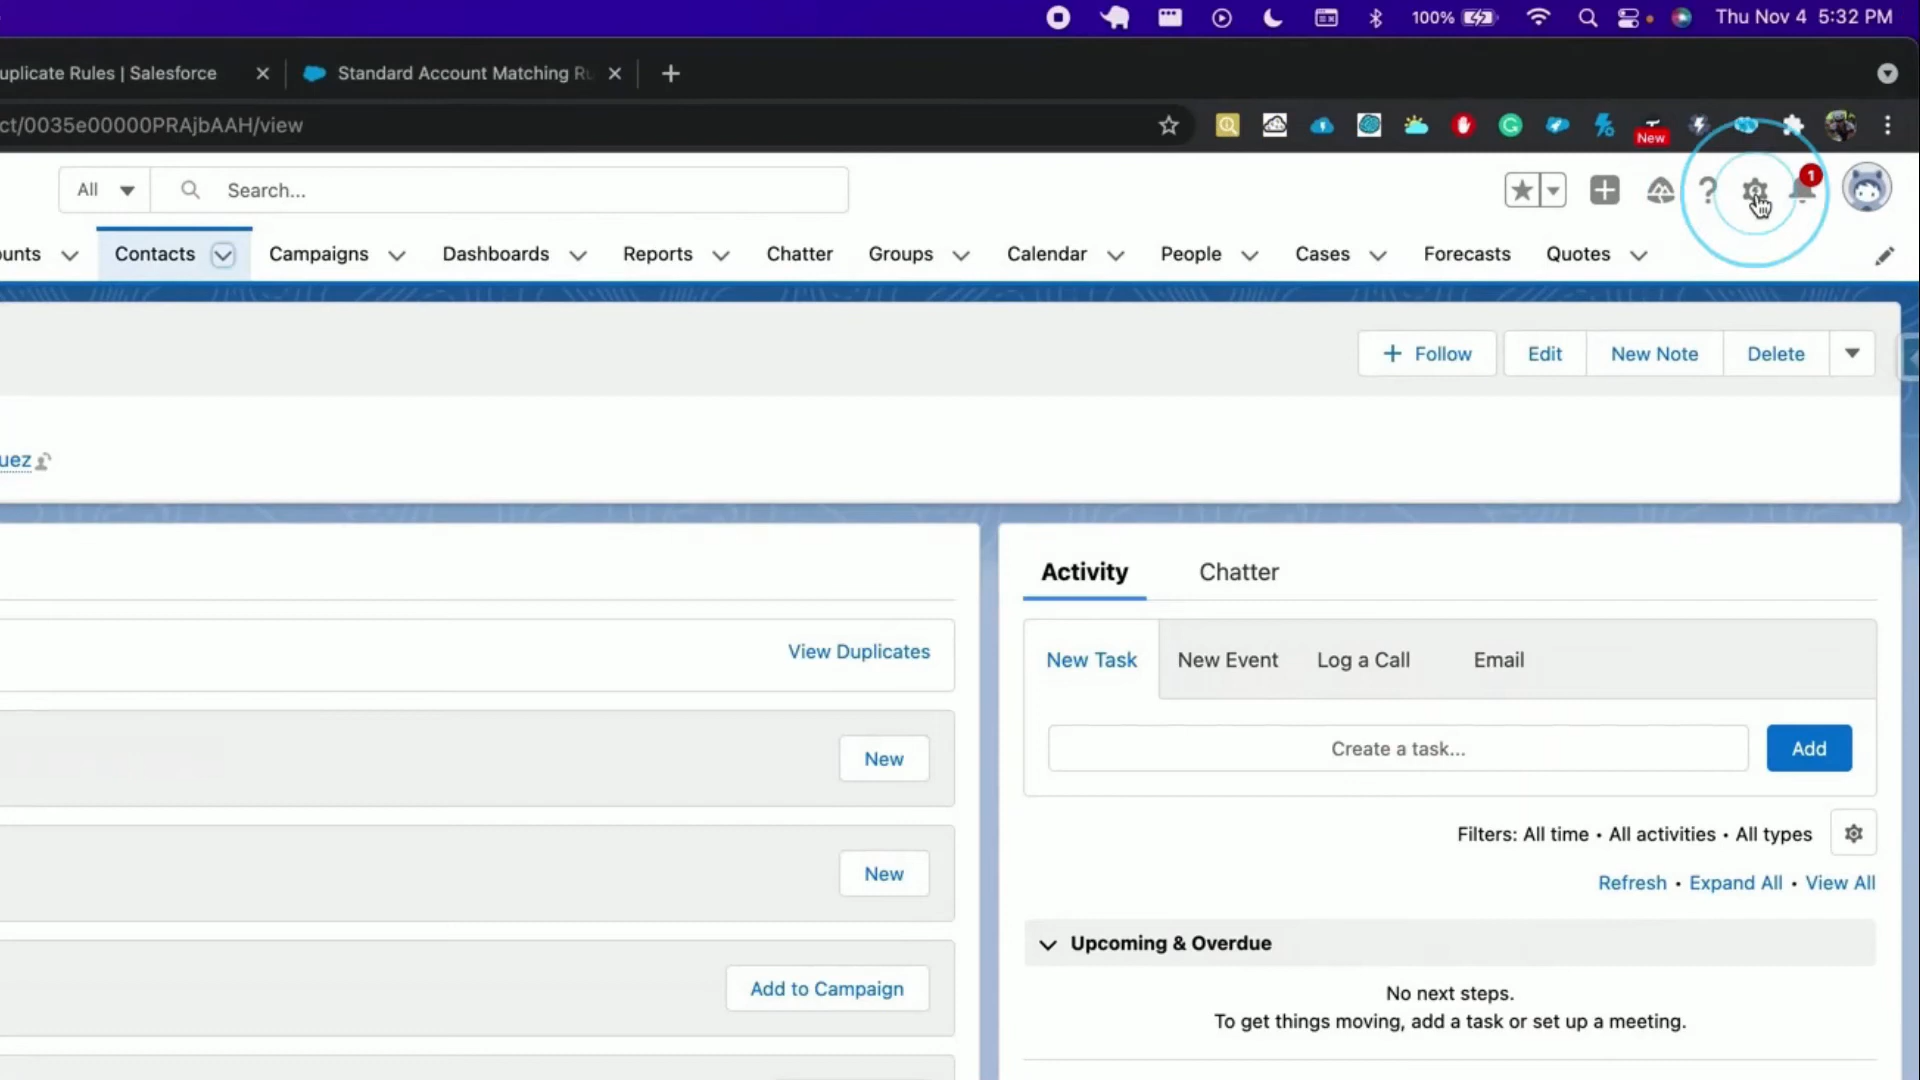 100%
Thu Nov 4 5:32 PM
uplicate Rules | Salesforce
Standard Account Matching Ru
ct/0035e00000PRAjbAAH/view
New
All
Search...
1
unts
Contacts
Campaigns
Dashboards
Reports
Chatter
Groups
Calendar
People
Cases
Forecasts
Quotes
+ Follow
Edit
New Note
Delete
uez
Activity
Chatter
View Duplicates
New Task
New Event
Log a Call
Email
New
Create a task...
Add
Filters: All time • All activities • All types
New
Refresh • Expand All • View All
Upcoming & Overdue
Add to Campaign
No next steps.
To get things moving, add a task or set up a meeting.